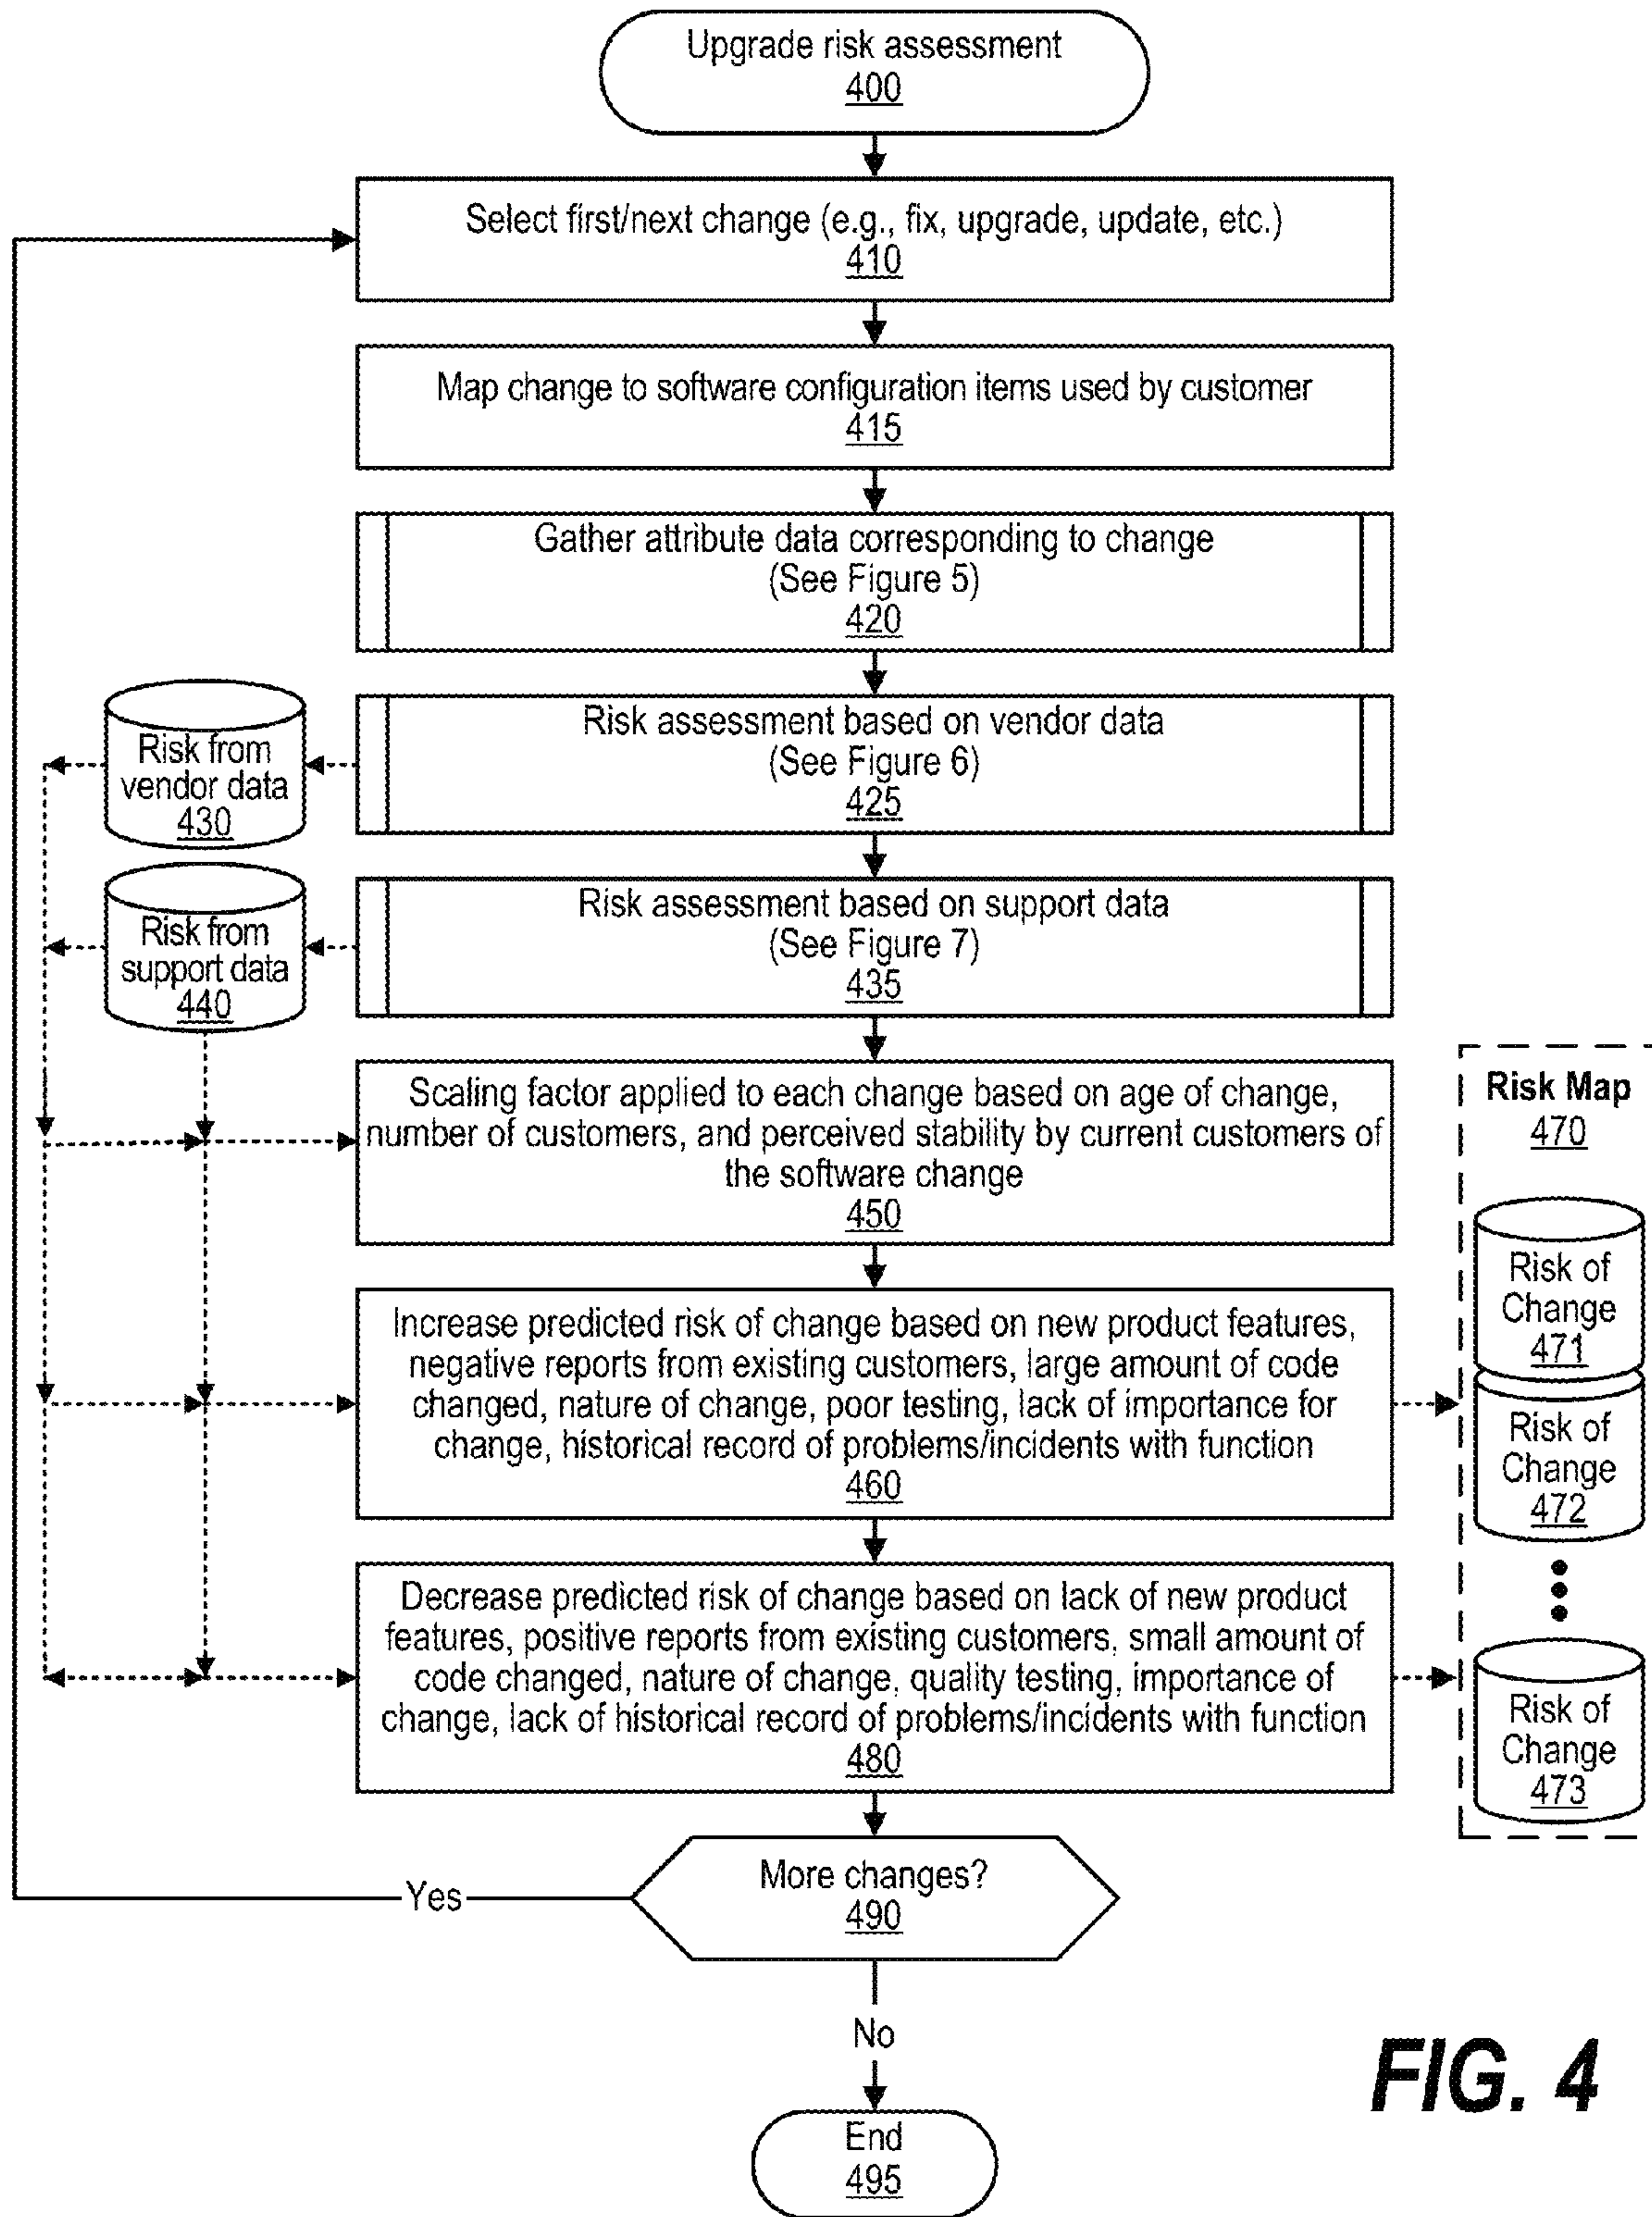 Upgrade risk assessment
400
Select first/next change (e.g., fix, upgrade, update, etc.)
410
Map change to software configuration items used by customer
415
Gather attribute data corresponding to change
(See Figure 5)
420
Risk assessment based on vendor data
(See Figure 6)
425
Risk from
vendor data
430
Risk assessment based on support data
(See Figure 7)
435
Risk from
support data
440
Scaling factor applied to each change based on age of change,
number of customers, and perceived stability by current customers of
the software change
450
Increase predicted risk of change based on new product features,
negative reports from existing customers, large amount of code
changed, nature of change, poor testing, lack of importance for
change, historical record of problems/incidents with function
460
Risk Map
470
Risk of
Change
471
Risk of
Change
472
Risk of
Change
473
Decrease predicted risk of change based on lack of new product
features, positive reports from existing customers, small amount of
code changed, nature of change, quality testing, importance of
change, lack of historical record of problems/incidents with function
480
More changes?
490
Yes
No
End
495
FIG. 4